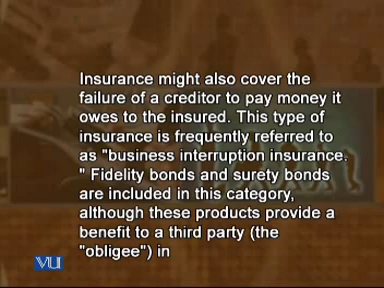 Insurance might also cover the
failure of a creditor to pay money it
owes to the insured. This type of
insurance is frequently referred to
as "business interruption insurance.
" Fidelity bonds and surety bonds
are included in this category,
although these products provide a
benefit to a third party (the
"obligee") in
VU